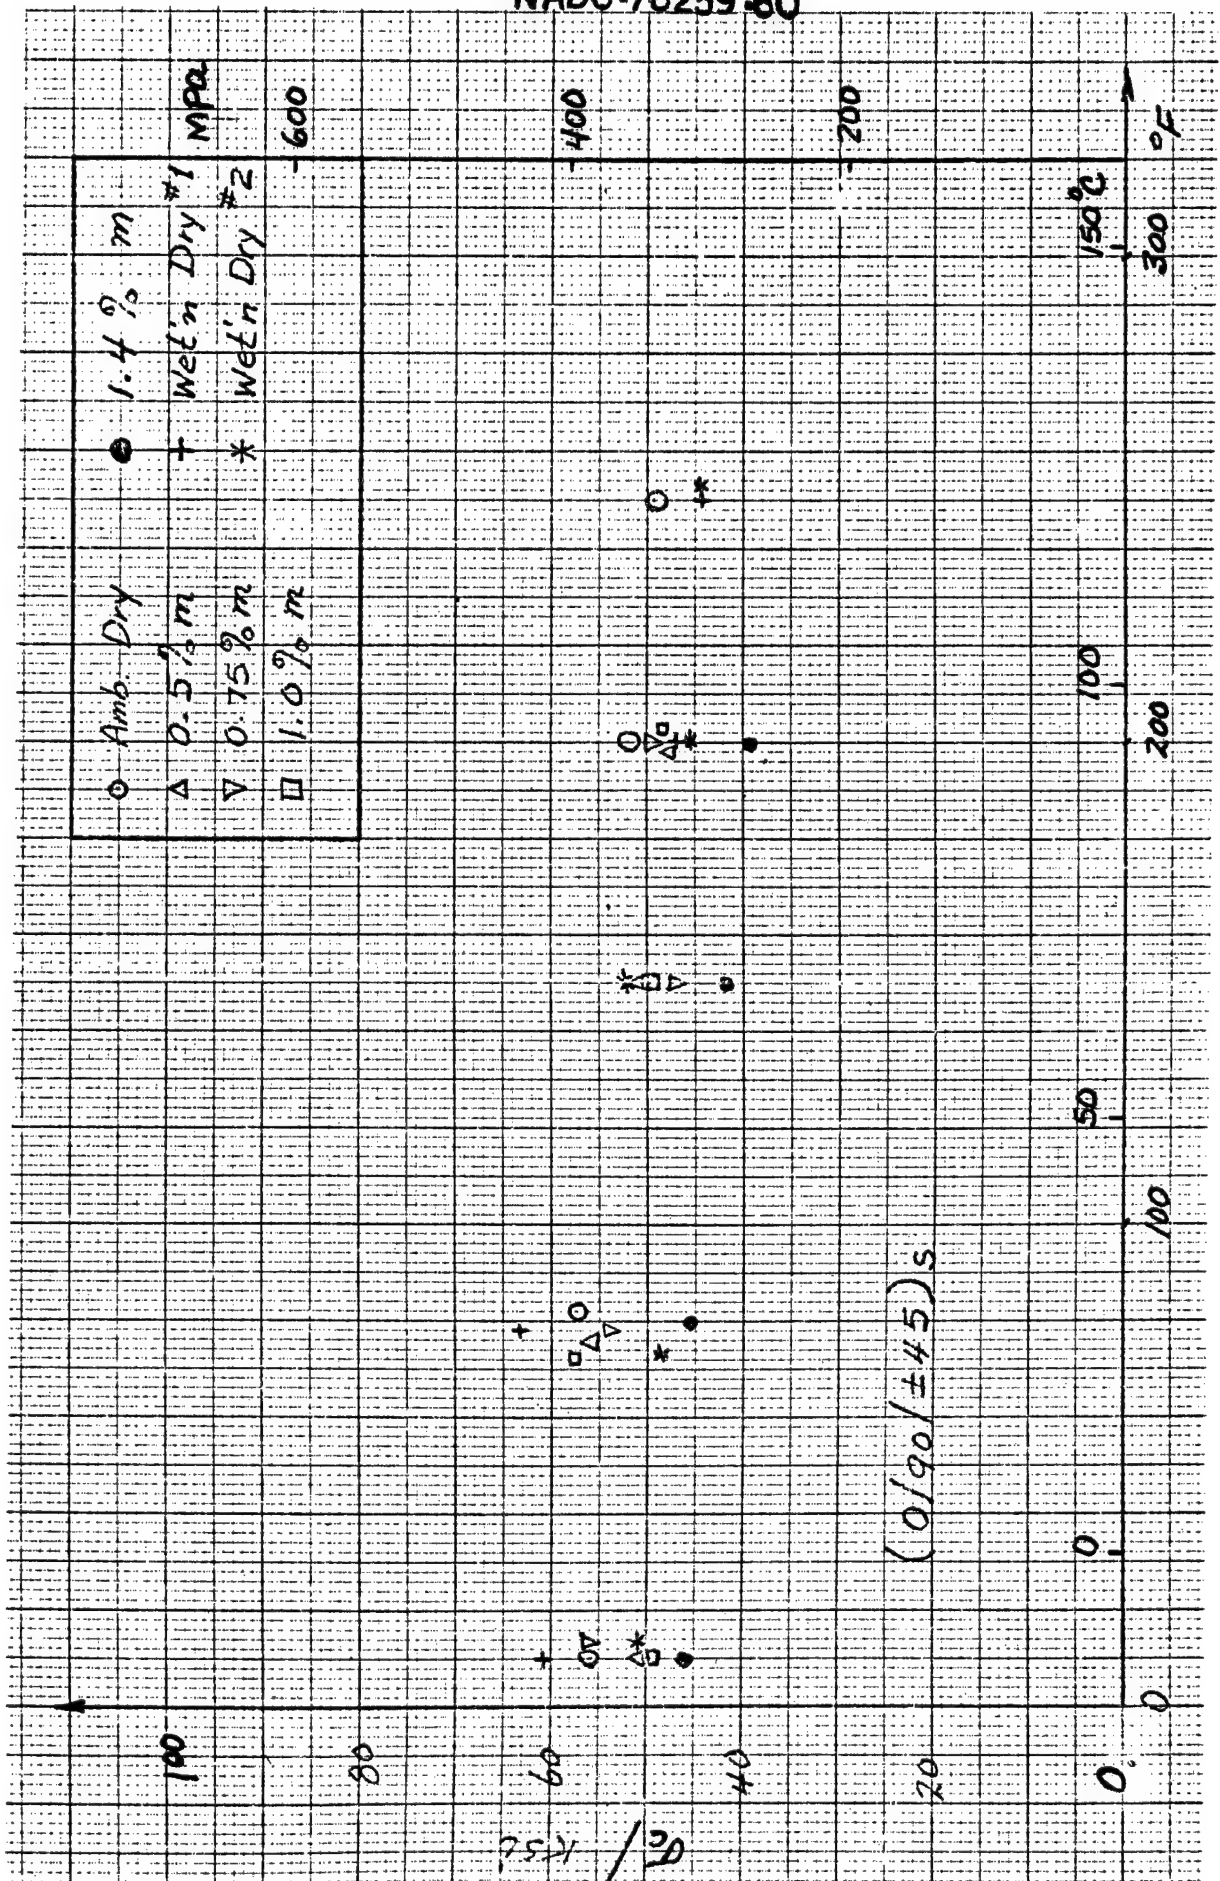 NADC-76259-60
MPa
600
400
200
⊙ Amb. Dry ● 1.4 % m
△ 0.5 % m + Wet'n Dry #1
▽ 0.75 % m * Wet'n Dry #2
□ 1.0 % m
σc/
KSI
100
80
60
40
20
0
(0/90/±45)s
0 50 100 150°C
0 100 200 300 °F